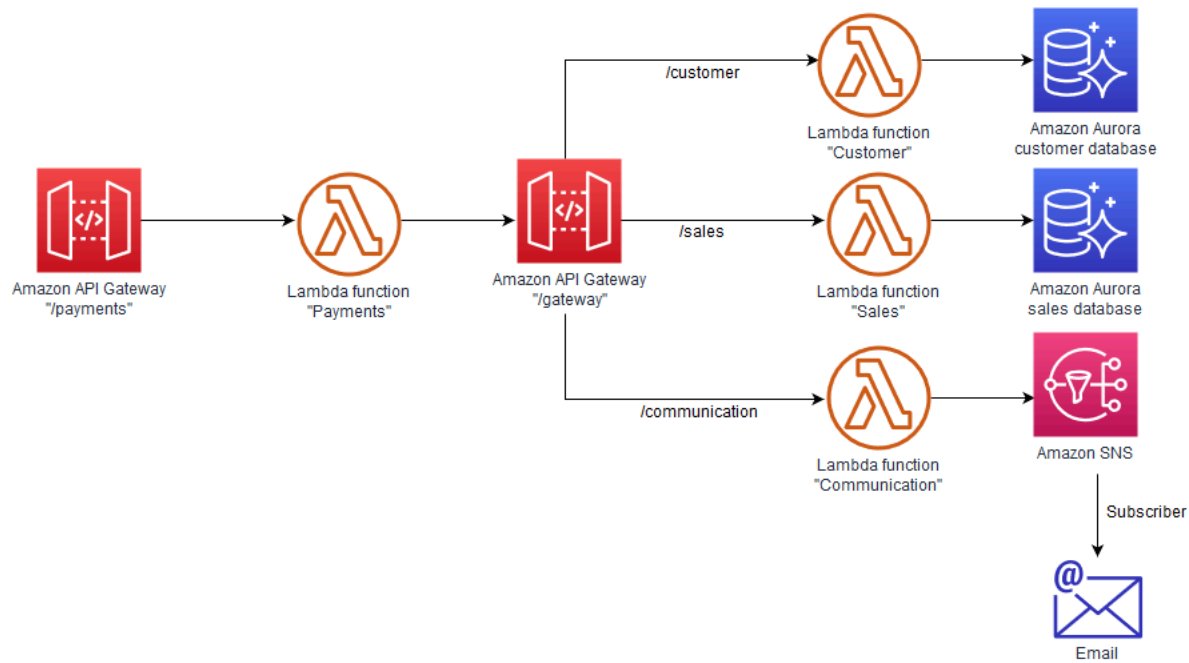 /customer
Lambda function
"Customer"
Amazon Aurora
customer database
Amazon API Gateway
"/payments"
Lambda function
"Payments"
</>
</>
Amazon API Gateway
"/gateway"
/sales
Lambda function
"Sales"
Amazon Aurora
sales database
/communication
Lambda function
"Communication"
Amazon SNS
Subscriber
@
Email